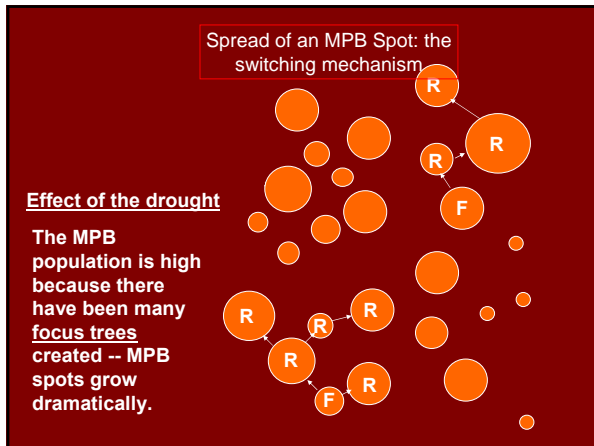 Spread of an MPB Spot: the
switching mechanism
R
R
R
F
Effect of the drought
The MPB
population is high
because there
have been many
focus trees
created -- MPB
spots grow
dramatically.
R
R
R
R
R
F